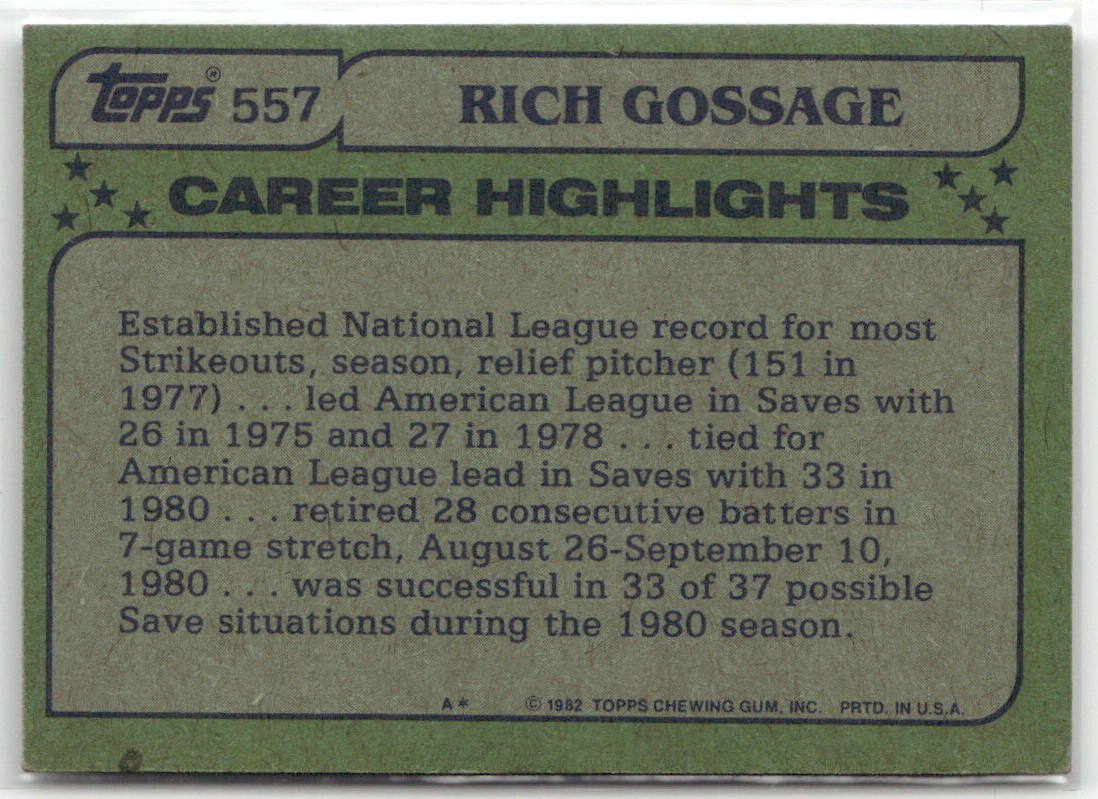 topps® 557
RICH GOSSAGE
CAREER HIGHLIGHTS
Established National League record for most
Strikeouts, season, relief pitcher (151 in
1977) . . . led American League in Saves with
26 in 1975 and 27 in 1978 . . . tied for
American League lead in Saves with 33 in
1980 . . . retired 28 consecutive batters in
7-game stretch, August 26-September 10,
1980 . . . was successful in 33 of 37 possible
Save situations during the 1980 season.
A* © 1982 TOPPS CHEWING GUM, INC. PRTD. IN U.S.A.